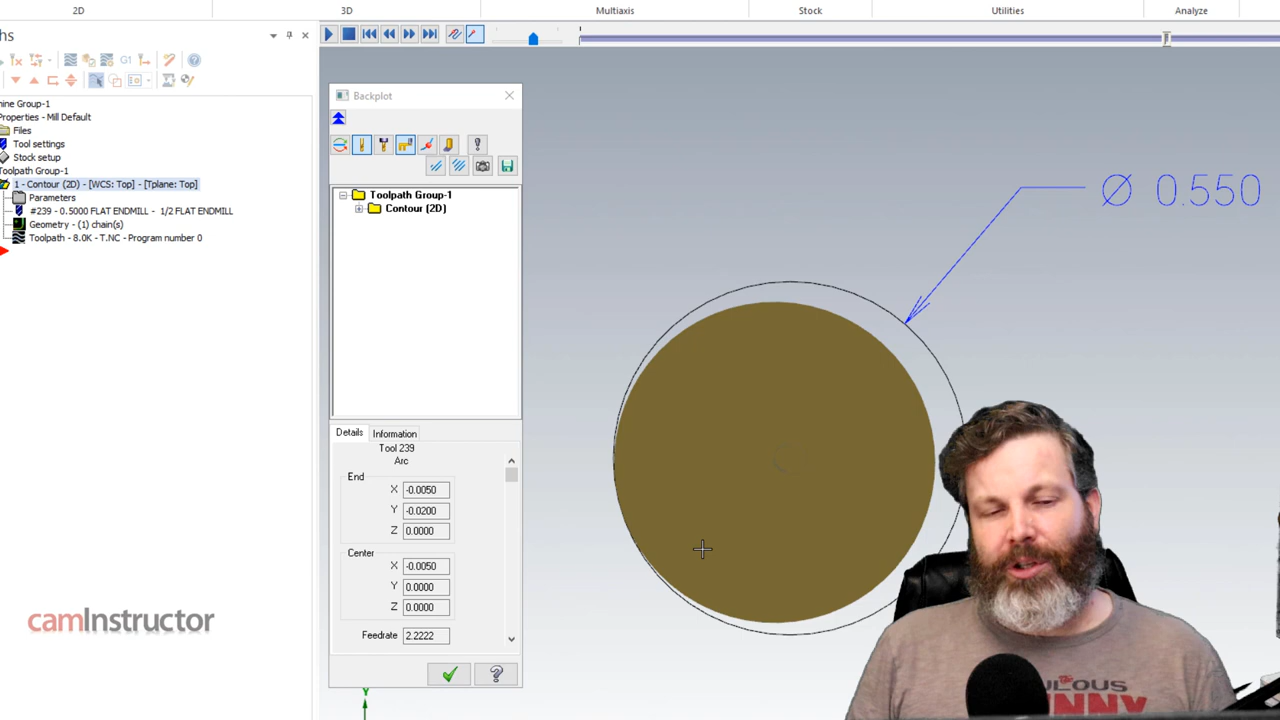 2D
3D
Multiaxis
Stock
Utilities
Analyze
hs
G1
Backplot
hine Group-1
Properties - Mill Default
Files
Tool settings
Stock setup
Toolpath Group-1
1 - Contour (2D) - [WCS: Top] - [Tplane: Top]
Parameters
#239 - 0.5000 FLAT ENDMILL - 1/2 FLAT ENDMILL
Geometry - (1) chain(s)
Toolpath - 8.0K - T.NC - Program number 0
Toolpath Group-1
Contour (2D)
Ø 0.550
Details
Information
Tool 239
Arc
End
X -0.0050
Y -0.0200
Z 0.0000
Center
X -0.0050
Y 0.0000
Z 0.0000
Feedrate 2.2222
camInstructor
Y